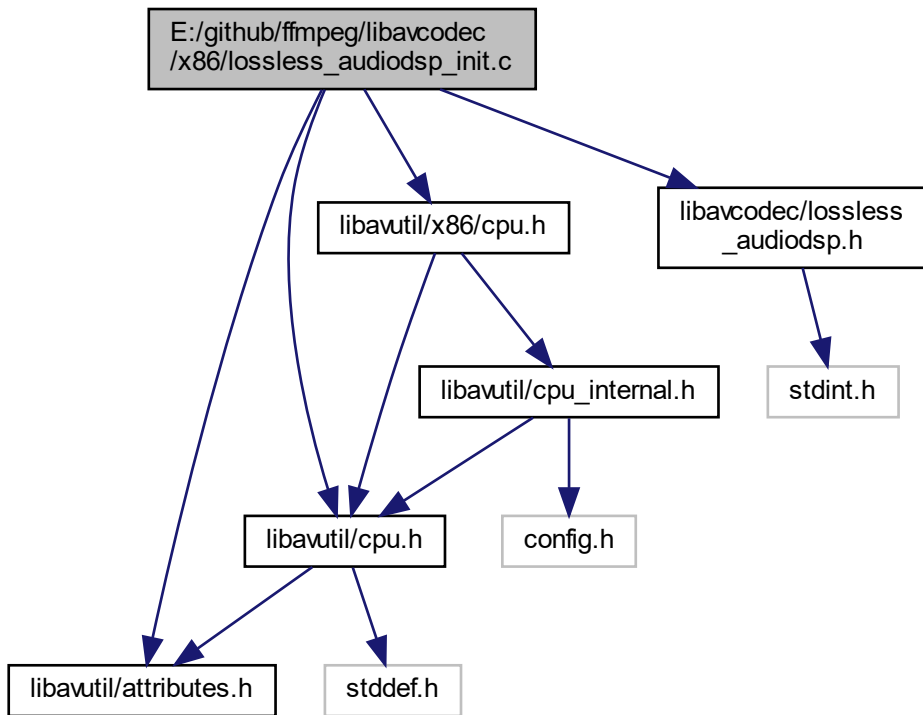 E:/github/ffmpeg/libavcodec
/x86/lossless_audiodsp_init.c
libavutil/x86/cpu.h
libavcodec/lossless
_audiodsp.h
libavutil/cpu_internal.h
stdint.h
libavutil/cpu.h
config.h
libavutil/attributes.h
stddef.h